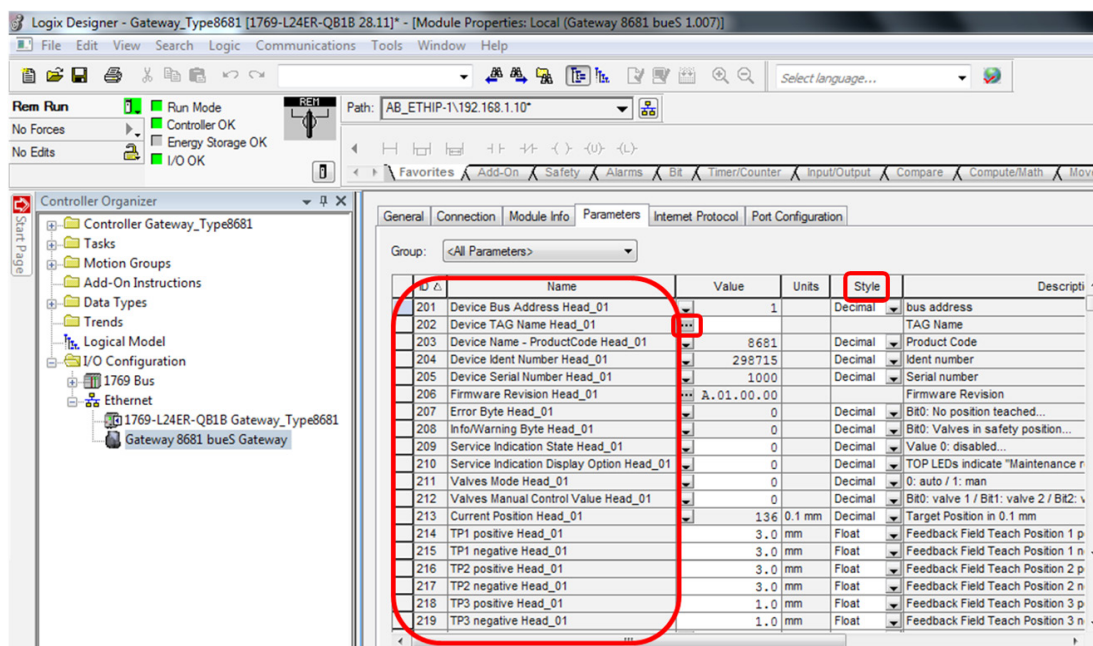 Logix Designer - Gateway_Type8681 [1769-L24ER-QB1B 28.11]* - [Module Properties: Local (Gateway 8681 bueS 1.007)]
File Edit View Search Logic Communications Tools Window Help
Select language...
Rem Run
No Forces
No Edits
Run Mode
Controller OK
Energy Storage OK
I/O OK
REM
Path: AB_ETHIP-1\192.168.1.10*
Favorites Add-On Safety Alarms Bit Timer/Counter Input/Output Compare Compute/Math Mov
Start Page
Controller Organizer
Controller Gateway_Type8681
Tasks
Motion Groups
Add-On Instructions
Data Types
Trends
Logical Model
I/O Configuration
1769 Bus
Ethernet
1769-L24ER-QB1B Gateway_Type8681
Gateway 8681 bueS Gateway
General Connection Module Info Parameters Internet Protocol Port Configuration
Group: <All Parameters>
ID Name Value Units Style Descripti
201 Device Bus Address Head_01 1 Decimal bus address
202 Device TAG Name Head_01 ... TAG Name
203 Device Name - ProductCode Head_01 8681 Decimal Product Code
204 Device Ident Number Head_01 298715 Decimal Ident number
205 Device Serial Number Head_01 1000 Decimal Serial number
206 Firmware Revision Head_01 ... A.01.00.00 Firmware Revision
207 Error Byte Head_01 0 Decimal Bit0: No position teached...
208 Info/Warning Byte Head_01 0 Decimal Bit0: Valves in safety position...
209 Service Indication State Head_01 0 Decimal Value 0: disabled...
210 Service Indication Display Option Head_01 0 Decimal TOP LEDs indicate "Maintenance r
211 Valves Mode Head_01 0 Decimal 0: auto / 1: man
212 Valves Manual Control Value Head_01 0 Decimal Bit0: valve 1 / Bit1: valve 2 / Bit2: v
213 Current Position Head_01 136 0.1 mm Decimal Target Position in 0.1 mm
214 TP1 positive Head_01 3.0 mm Float Feedback Field Teach Position 1 p
215 TP1 negative Head_01 3.0 mm Float Feedback Field Teach Position 1 n
216 TP2 positive Head_01 3.0 mm Float Feedback Field Teach Position 2 p
217 TP2 negative Head_01 3.0 mm Float Feedback Field Teach Position 2 n
218 TP3 positive Head_01 1.0 mm Float Feedback Field Teach Position 3 p
219 TP3 negative Head_01 1.0 mm Float Feedback Field Teach Position 3 n